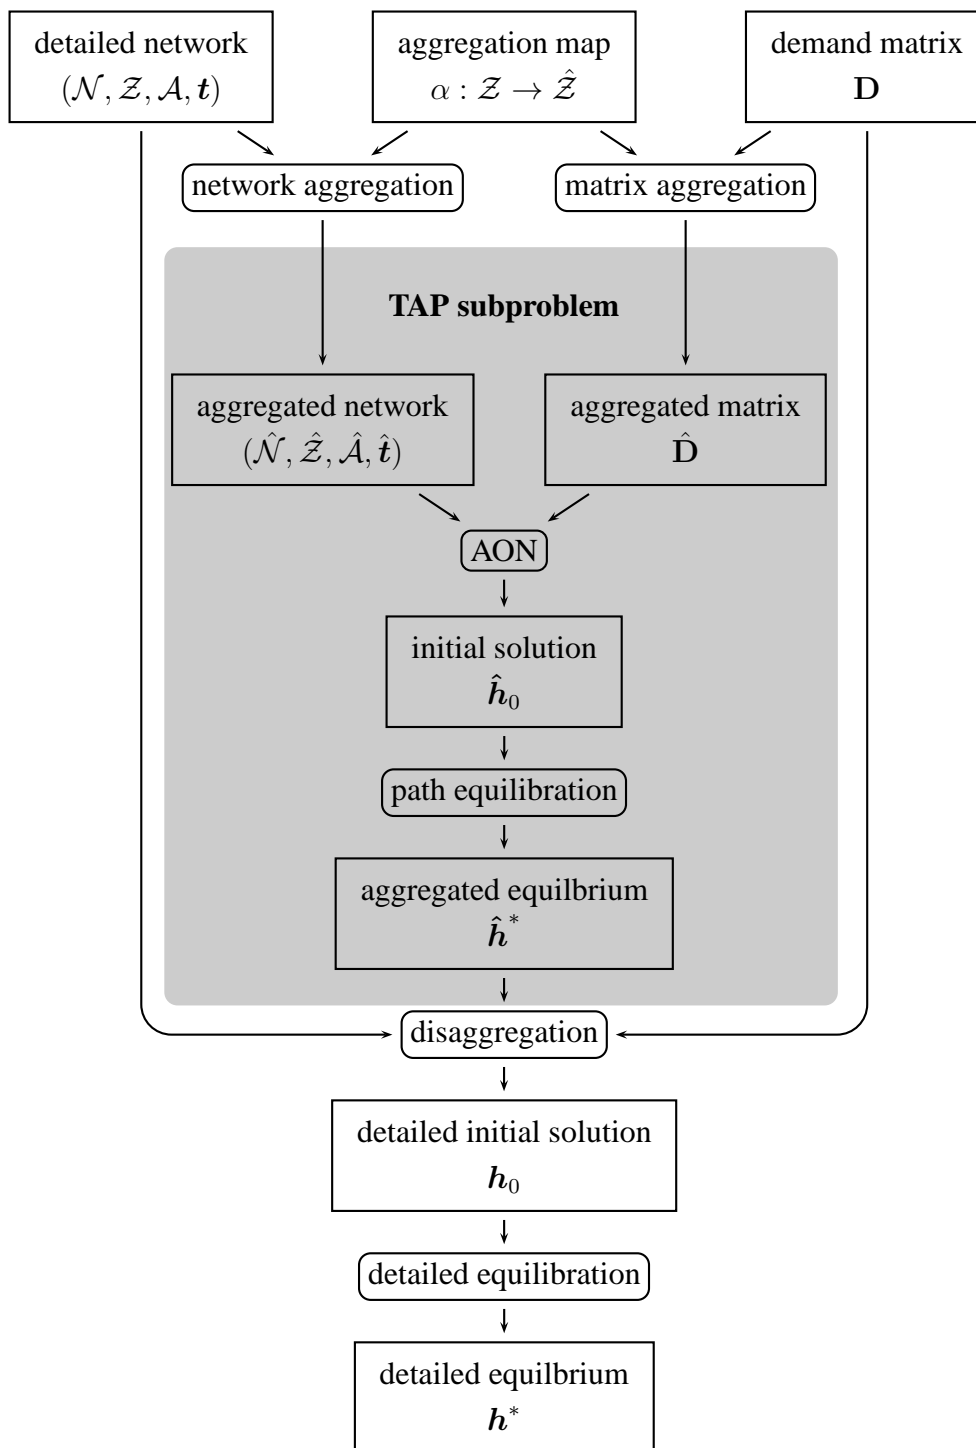 detailed network
(𝒩, 𝒵, 𝒜, 𝒕)
aggregation map
α : 𝒵 → 𝒵̂
demand matrix
𝐃
network aggregation
matrix aggregation
TAP subproblem
aggregated network
(𝒩̂, 𝒵̂, 𝒜̂, 𝒕̂)
aggregated matrix
𝐃̂
AON
initial solution
𝒉̂₀
path equilibration
aggregated equilbrium
𝒉̂*
disaggregation
detailed initial solution
𝒉₀
detailed equilibration
detailed equilbrium
𝒉*